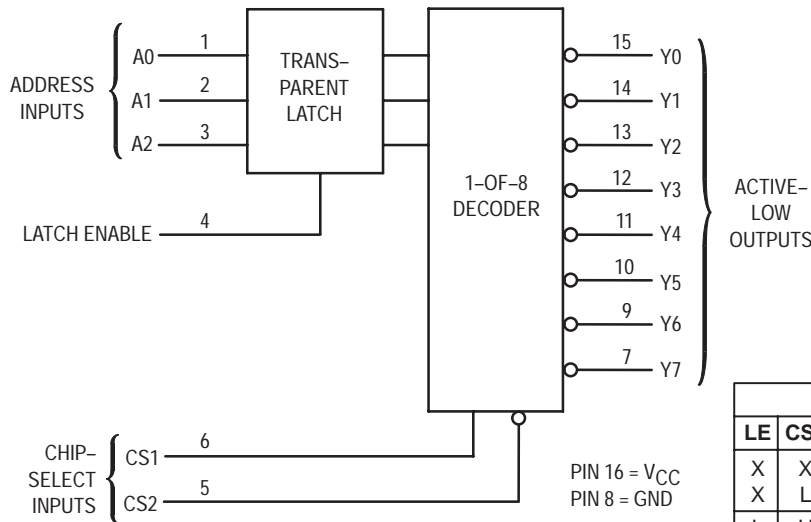 ADDRESS
INPUTS
A0 1
A1 2
A2 3
TRANS–
PARENT
LATCH
LATCH ENABLE 4
1–OF–8
DECODER
15 Y0
14 Y1
13 Y2
12 Y3
11 Y4
10 Y5
9 Y6
7 Y7
ACTIVE–
LOW
OUTPUTS
CHIP–
SELECT
INPUTS
CS1 6
CS2 5
PIN 16 = VCC
PIN 8 = GND
LE CS
X X
X L